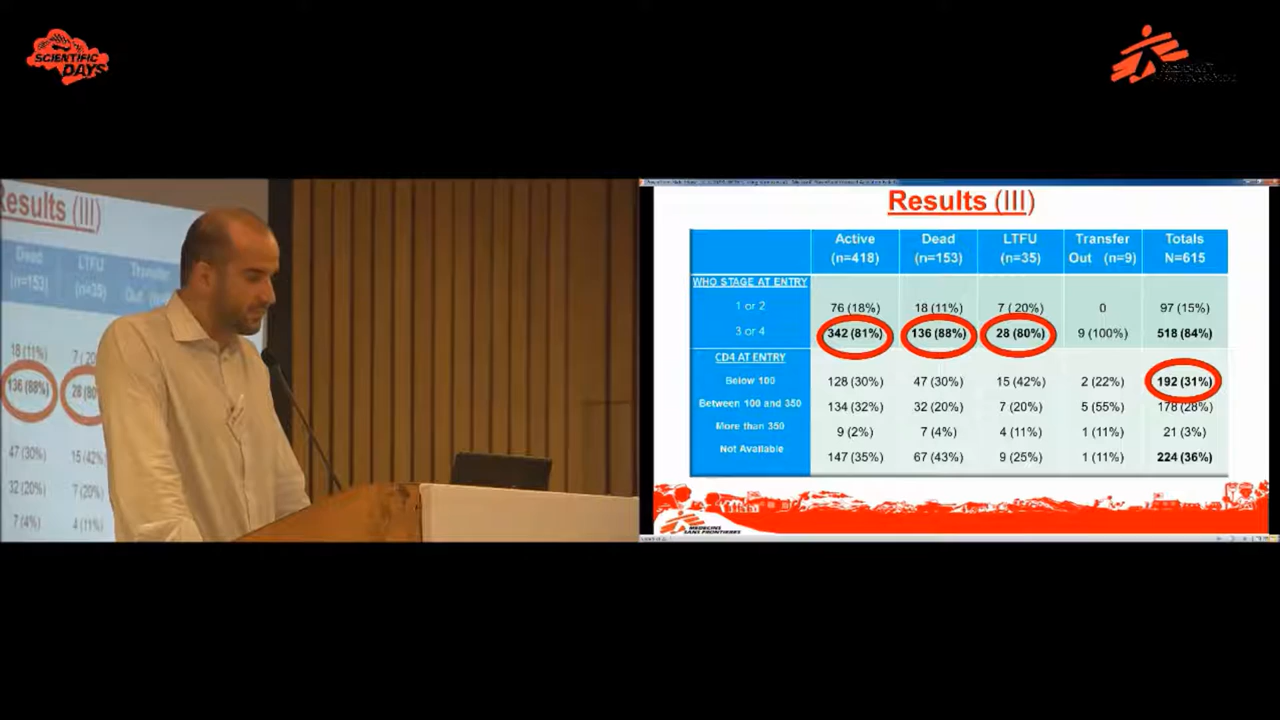 SCIENTIFIC
DAYS
Results (III)
Dead
(n=153)
LTFU
(n=35)
Transfer
Out
18 (11%)
136 (88%)
47 (30%)
15 (42%)
32 (20%)
7 (20%)
7 (4%)
4 (11%)
Results (III)
Active
(n=418)
Dead
(n=153)
LTFU
(n=35)
Transfer
Out (n=9)
Totals
N=615
WHO STAGE AT ENTRY
1 or 2 76 (18%) 18 (11%) 7 ( 20%) 0 97 (15%)
3 or 4 342 (81%) 136 (88%) 28 (80%) 9 (100%) 518 (84%)
CD4 AT ENTRY
Below 100 128 (30%) 47 (30%) 15 (42%) 2 (22%) 192 (31%)
Between 100 and 350 134 (32%) 32 (20%) 7 (20%) 5 (55%) 178 (28%)
More than 350 9 (2%) 7 (4%) 4 (11%) 1 (11%) 21 (3%)
Not Available 147 (35%) 67 (43%) 9 (25%) 1 (11%) 224 (36%)
MEDECINS
SANS FRONTIERES